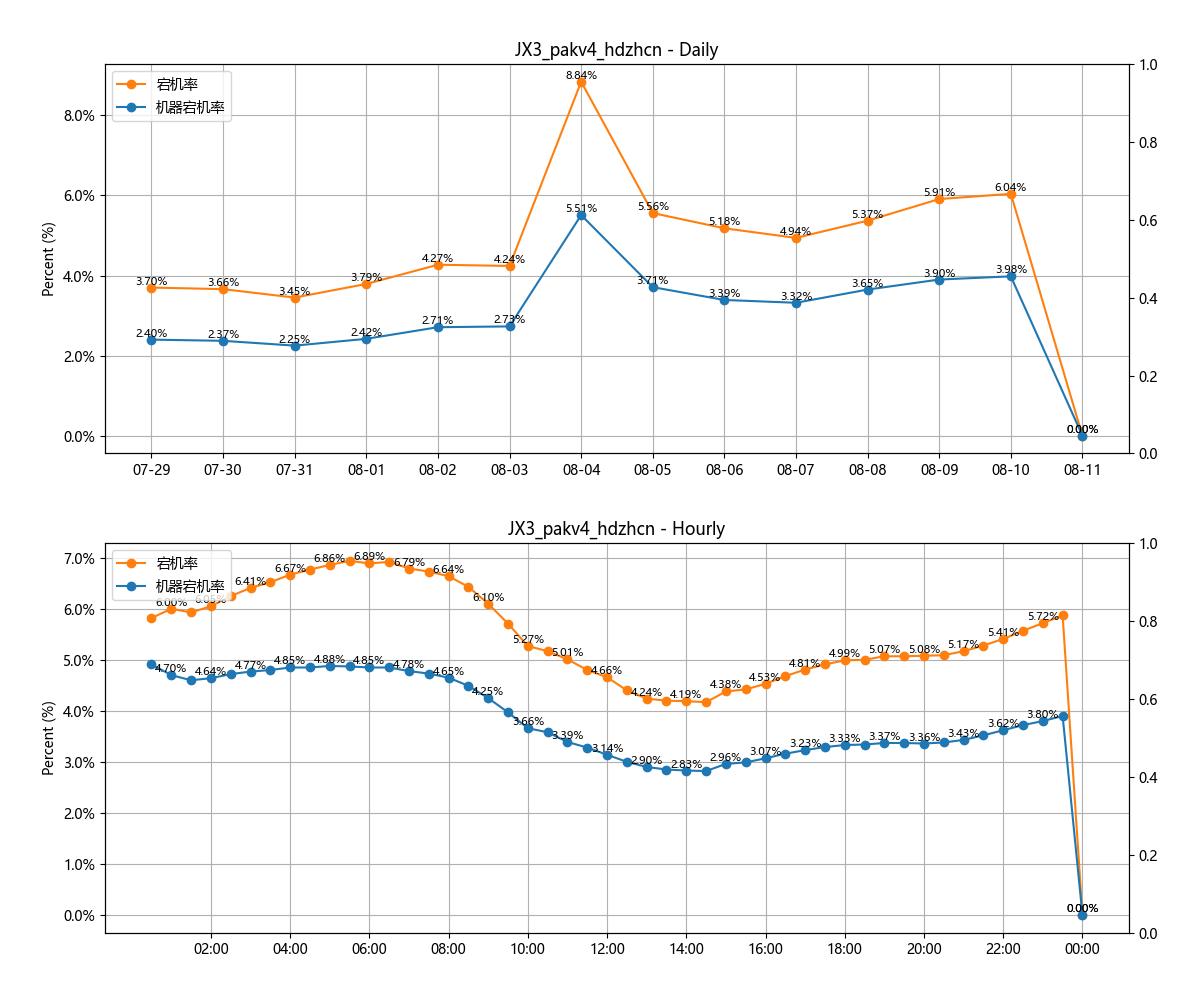 JX3_pakv4_hdzhcn - Daily
宕机率
机器宕机率
Percent (%)
8.0%
6.0%
4.0%
2.0%
0.0%
1.0
0.8
0.6
0.4
0.2
0.0
3.70% 3.66% 3.45% 3.79% 4.27% 4.24% 8.84% 5.56% 5.18% 4.94% 5.37% 5.91% 6.04% 0.00%
2.40% 2.37% 2.25% 2.42% 2.71% 2.73% 5.51% 3.71% 3.39% 3.32% 3.65% 3.90% 3.98% 0.00%
07-29 07-30 07-31 08-01 08-02 08-03 08-04 08-05 08-06 08-07 08-08 08-09 08-10 08-11
JX3_pakv4_hdzhcn - Hourly
宕机率
机器宕机率
Percent (%)
7.0%
6.0%
5.0%
4.0%
3.0%
2.0%
1.0%
0.0%
1.0
0.8
0.6
0.4
0.2
0.0
6.00% 6.05% 6.41% 6.67% 6.86% 6.89% 6.79% 6.64% 6.10% 5.27% 5.01% 4.66% 4.24% 4.19% 4.38% 4.53% 4.81% 4.99% 5.07% 5.08% 5.17% 5.41% 5.72% 0.00%
4.70% 4.64% 4.77% 4.85% 4.88% 4.85% 4.78% 4.65% 4.25% 3.66% 3.39% 3.14% 2.90% 2.83% 2.96% 3.07% 3.23% 3.33% 3.37% 3.36% 3.43% 3.62% 3.80% 0.00%
02:00 04:00 06:00 08:00 10:00 12:00 14:00 16:00 18:00 20:00 22:00 00:00